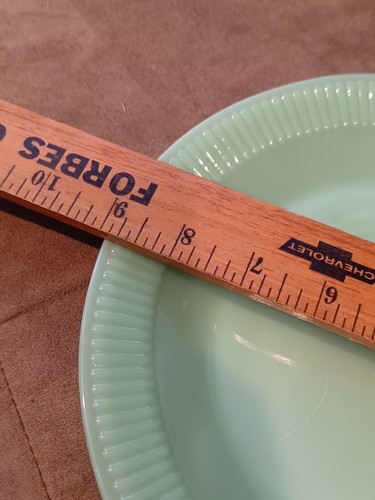 FORBES
CHEVROLET
6 7 8 9 10